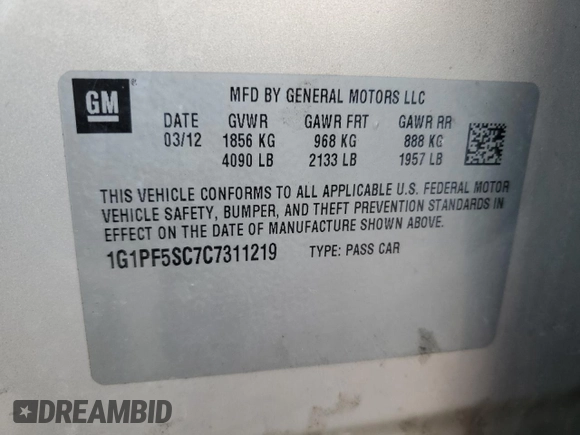 GM
MFD BY GENERAL MOTORS LLC
DATE GVWR GAWR FRT GAWR RR
03/12 1856 KG 968 KG 888 KG
4090 LB 2133 LB 1957 LB
THIS VEHICLE CONFORMS TO ALL APPLICABLE U.S. FEDERAL MOTOR
VEHICLE SAFETY, BUMPER, AND THEFT PREVENTION STANDARDS IN
EFFECT ON THE DATE OF MANUFACTURE SHOWN ABOVE.
1G1PF5SC7C7311219 TYPE: PASS CAR
DREAMBID